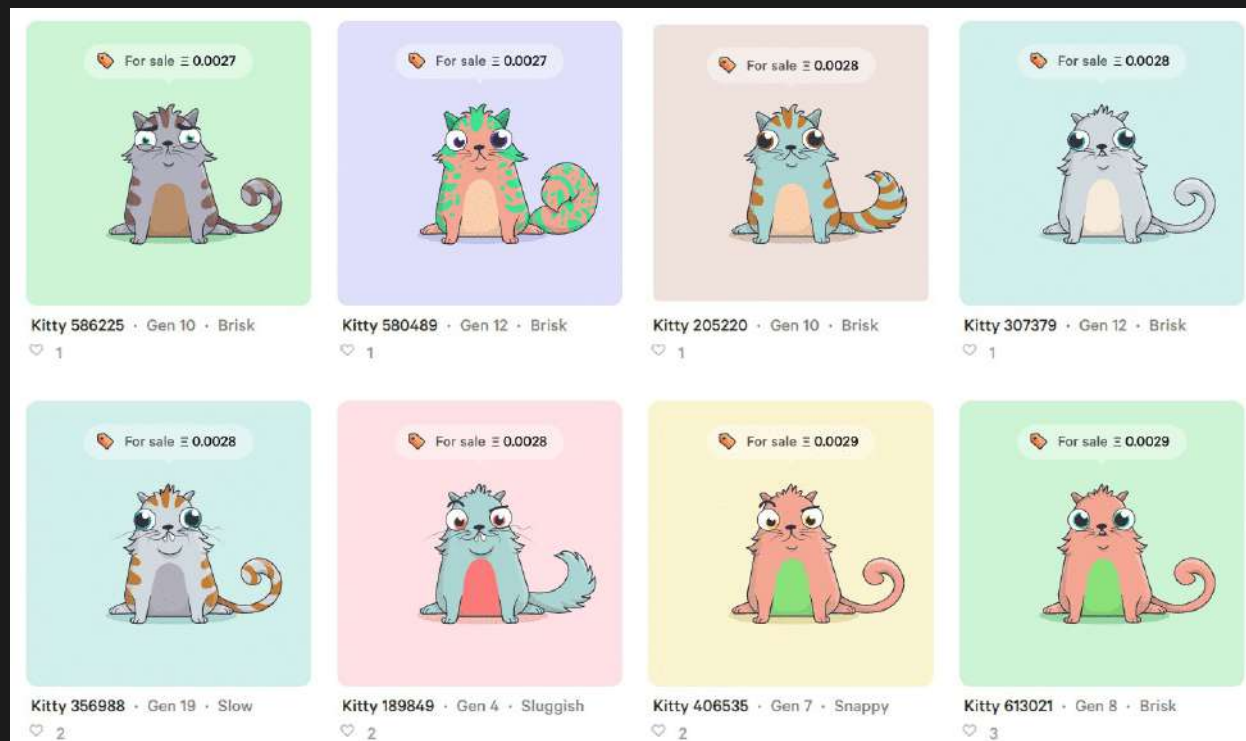 For sale Ξ 0.0027
For sale Ξ 0.0027
For sale Ξ 0.0028
For sale Ξ 0.0028
Kitty 586225 · Gen 10 · Brisk
1
Kitty 580489 · Gen 12 · Brisk
1
Kitty 205220 · Gen 10 · Brisk
1
Kitty 307379 · Gen 12 · Brisk
1
For sale Ξ 0.0028
For sale Ξ 0.0028
For sale Ξ 0.0029
For sale Ξ 0.0029
Kitty 356988 · Gen 19 · Slow
2
Kitty 189849 · Gen 4 · Sluggish
2
Kitty 406535 · Gen 7 · Snappy
2
Kitty 613021 · Gen 8 · Brisk
3